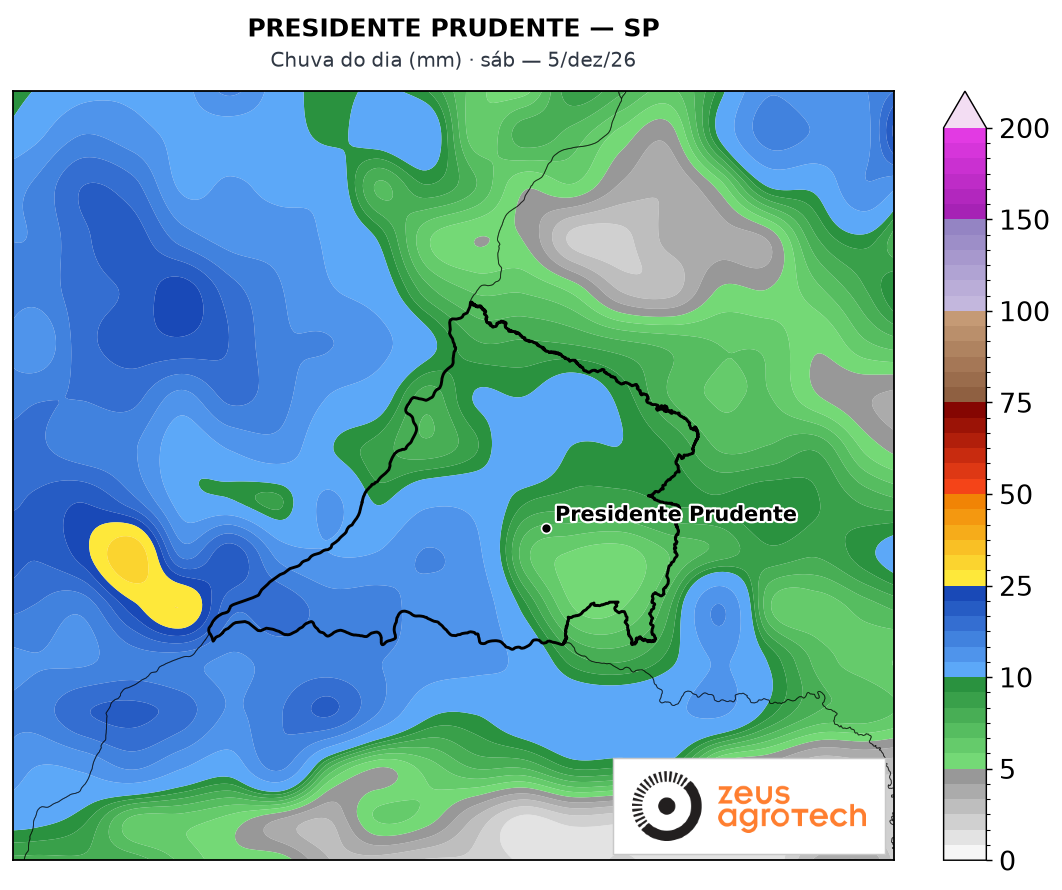 PRESIDENTE PRUDENTE — SP
Chuva do dia (mm) · sáb — 5/dez/26
200
150
100
75
50
25
10
5
0
Presidente Prudente
zeus
agroTech